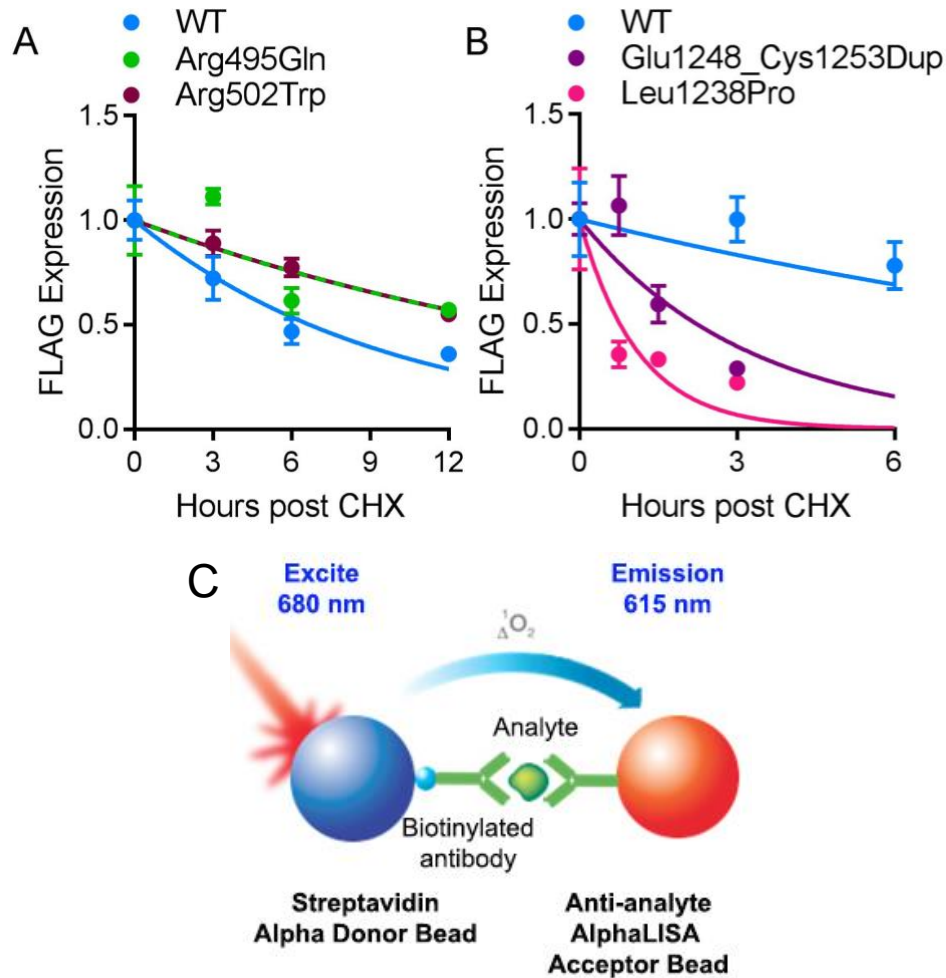 A
WT
Arg495Gln
Arg502Trp
1.5
1.0
0.5
0.0
FLAG Expression
0
3
6
9
12
Hours post CHX
B
WT
Glu1248_Cys1253Dup
Leu1238Pro
1.5
1.0
0.5
0.0
FLAG Expression
0
3
6
Hours post CHX
C
Excite
680 nm
Emission
615 nm
¹ΔO₂
Analyte
Biotinylated
antibody
Streptavidin
Alpha Donor Bead
Anti-analyte
AlphaLISA
Acceptor Bead